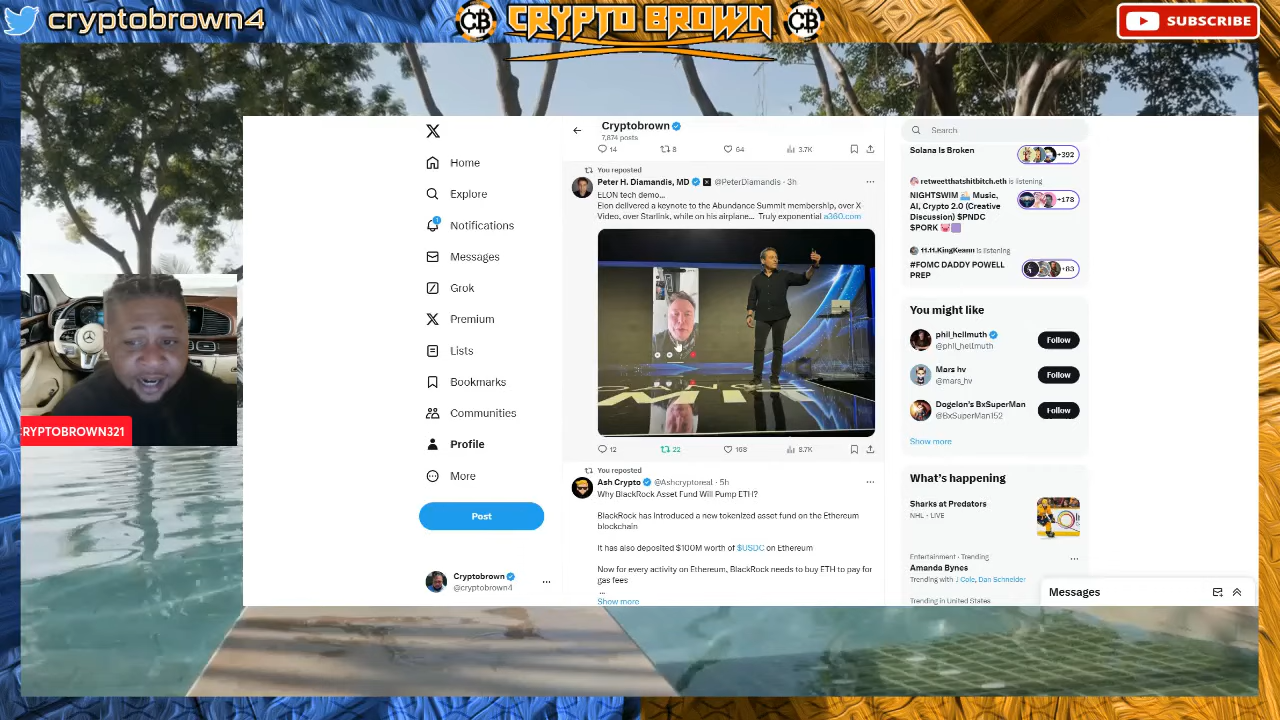 cryptobrown4
CB
CRYPTO BROWN
CB
SUBSCRIBE
CRYPTOBROWN321
Home
Explore
1
Notifications
Messages
Grok
Premium
Lists
Bookmarks
Communities
Profile
More
Post
Cryptobrown
@cryptobrown4
Cryptobrown
7,874 posts
14 8 64 3.7K
You reposted
Peter H. Diamandis, MD @PeterDiamandis · 3h
ELON tech demo...
Elon delivered a keynote to the Abundance Summit membership, over X
Video, over Starlink, while on his airplane... Truly exponential a360.com
12 22 168 8.7K
You reposted
Ash Crypto @Ashcryptoreal · 5h
Why BlackRock Asset Fund Will Pump ETH?
BlackRock has introduced a new tokenized asset fund on the Ethereum
blockchain
It has also deposited $100M worth of $USDC on Ethereum
Now for every activity on Ethereum, BlackRock needs to buy ETH to pay for
gas fees
...
Show more
Search
Solana Is Broken
+392
retweetthatshitbitch.eth is listening
NIGHTSWIM Music,
AI, Crypto 2.0 (Creative
Discussion) $PNDC
$PORK
+178
11.11.KingKeann is listening
#FOMC DADDY POWELL
PREP
+83
You might like
phil_hellmuth
@phil_hellmuth
Follow
Mars hv
@mars_hv
Follow
Dogelon's BxSuperMan
@BxSuperMan152
Follow
Show more
What's happening
Sharks at Predators
NHL · LIVE
Entertainment · Trending
Amanda Bynes
Trending with J Cole, Dan Schneider
Trending in United States
Messages